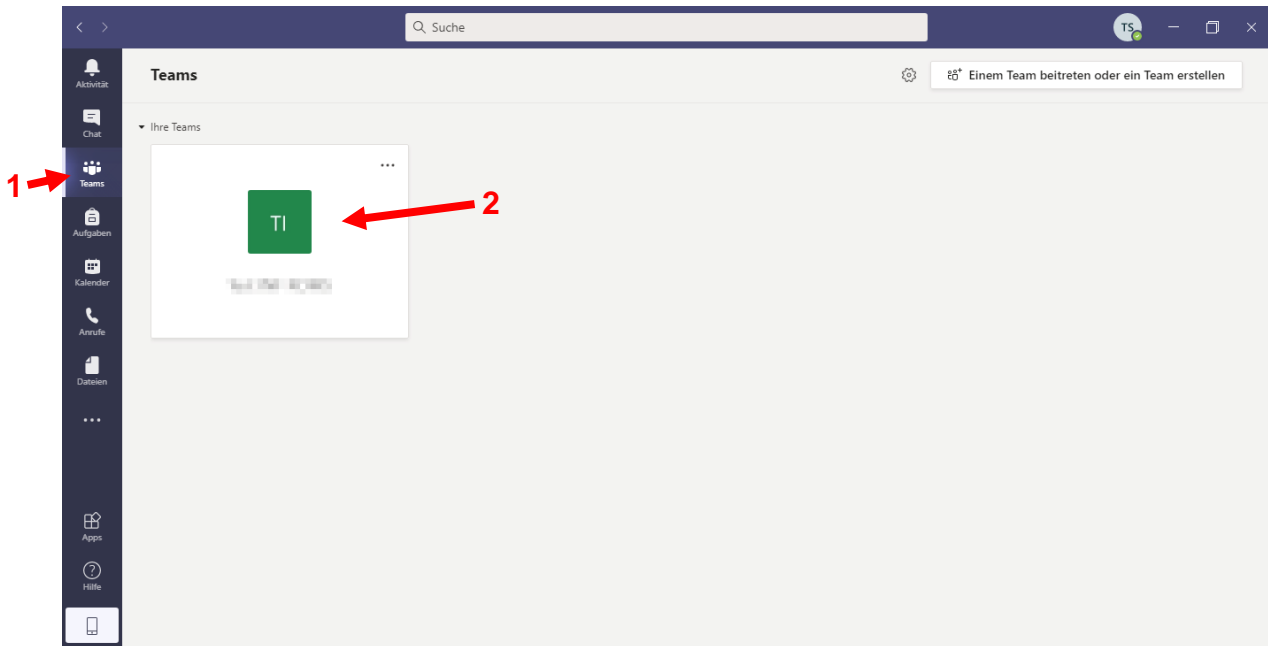 Suche
TS
Aktivität
Teams
Einem Team beitreten oder ein Team erstellen
Chat
Ihre Teams
1
Teams
TI
2
Aufgaben
Kalender
Anrufe
Dateien
Apps
Hilfe